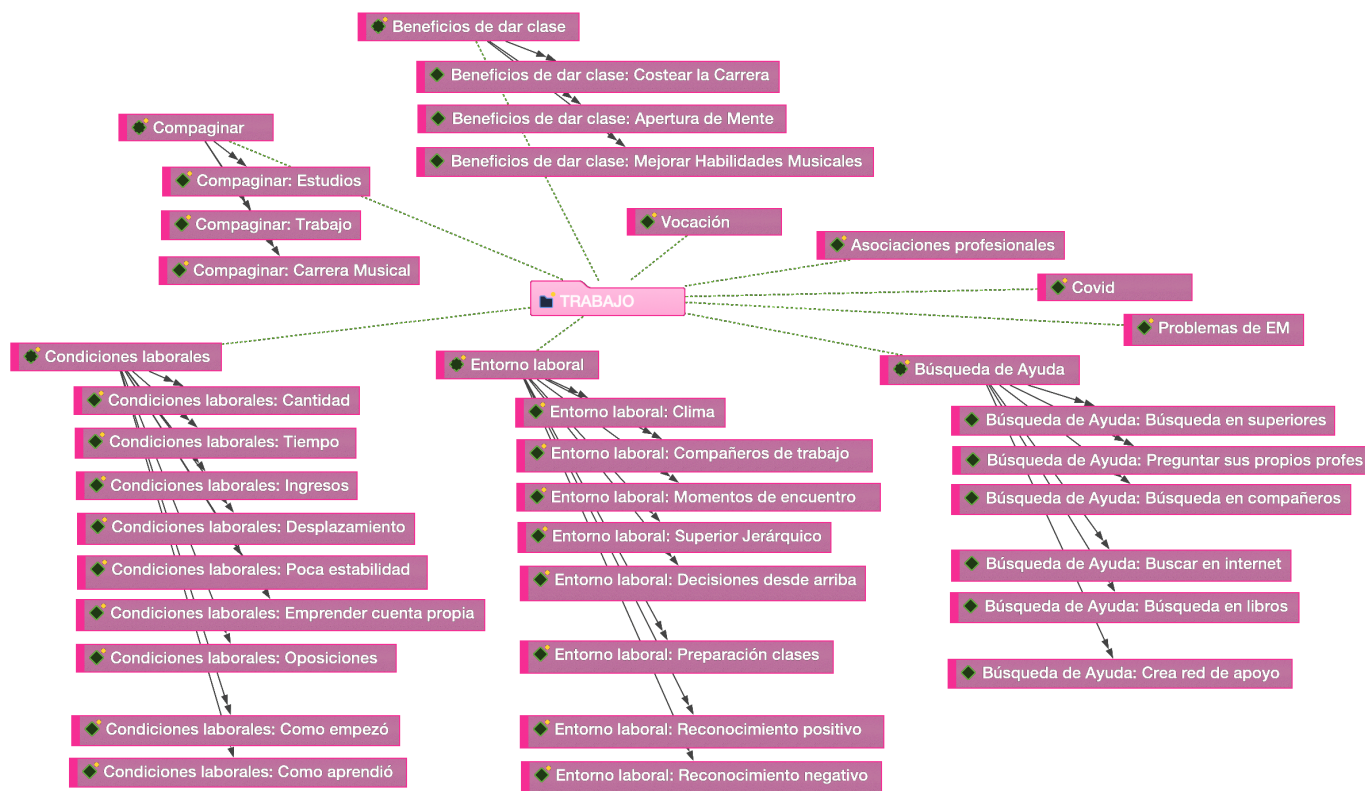 Beneficios de dar clase
Beneficios de dar clase: Costear la Carrera
Beneficios de dar clase: Apertura de Mente
Beneficios de dar clase: Mejorar Habilidades Musicales
Compaginar
Compaginar: Estudios
Compaginar: Trabajo
Compaginar: Carrera Musical
Vocación
Asociaciones profesionales
Covid
Problemas de EM
TRABAJO
Condiciones laborales
Condiciones laborales: Cantidad
Condiciones laborales: Tiempo
Condiciones laborales: Ingresos
Condiciones laborales: Desplazamiento
Condiciones laborales: Poca estabilidad
Condiciones laborales: Emprender cuenta propia
Condiciones laborales: Oposiciones
Condiciones laborales: Como empezó
Condiciones laborales: Como aprendió
Entorno laboral
Entorno laboral: Clima
Entorno laboral: Compañeros de trabajo
Entorno laboral: Momentos de encuentro
Entorno laboral: Superior Jerárquico
Entorno laboral: Decisiones desde arriba
Entorno laboral: Preparación clases
Entorno laboral: Reconocimiento positivo
Entorno laboral: Reconocimiento negativo
Búsqueda de Ayuda
Búsqueda de Ayuda: Búsqueda en superiores
Búsqueda de Ayuda: Preguntar sus propios profes
Búsqueda de Ayuda: Búsqueda en compañeros
Búsqueda de Ayuda: Buscar en internet
Búsqueda de Ayuda: Búsqueda en libros
Búsqueda de Ayuda: Crea red de apoyo